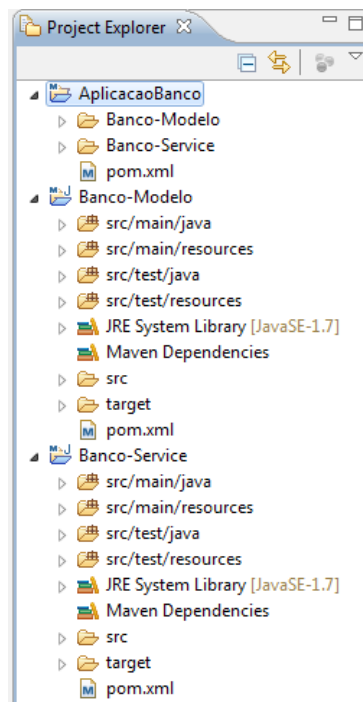 Project Explorer
AplicacaoBanco
Banco-Modelo
Banco-Service
pom.xml
Banco-Modelo
src/main/java
src/main/resources
src/test/java
src/test/resources
JRE System Library [JavaSE-1.7]
Maven Dependencies
src
target
pom.xml
Banco-Service
src/main/java
src/main/resources
src/test/java
src/test/resources
JRE System Library [JavaSE-1.7]
Maven Dependencies
src
target
pom.xml